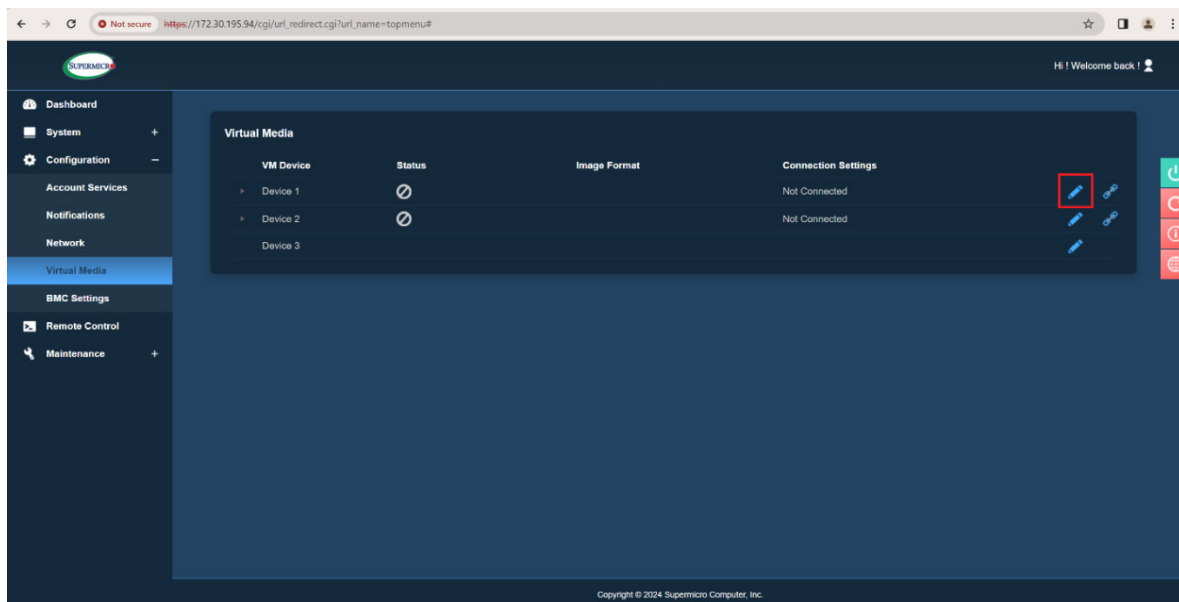 Not secure https://172.30.195.94/cgi/url_redirect.cgi?url_name=topmenu#
SUPERMICR
Hi ! Welcome back !
Dashboard
System +
Configuration −
Account Services
Notifications
Network
Virtual Media
BMC Settings
Remote Control
Maintenance +
Virtual Media
VM Device Status Image Format Connection Settings
Device 1 Not Connected
Device 2 Not Connected
Device 3
Copyright © 2024 Supermicro Computer, Inc.